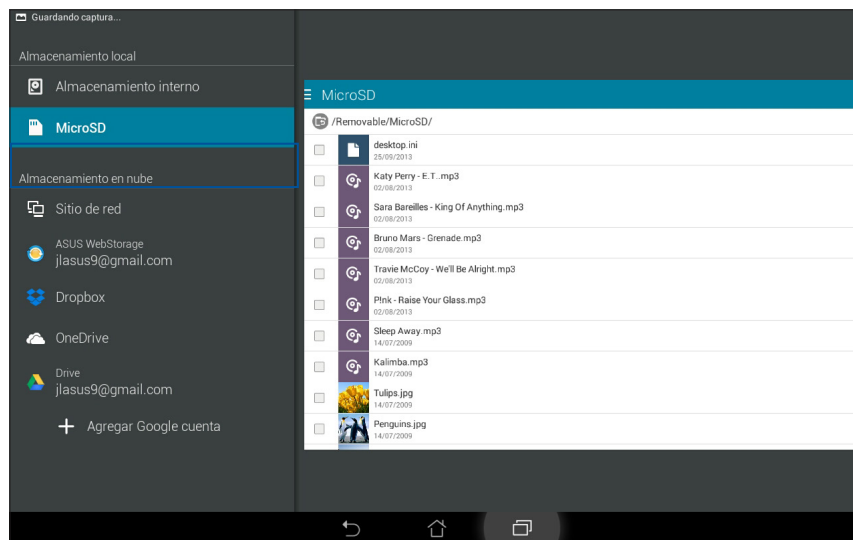 Guardando captura...
Almacenamiento local
Almacenamiento interno
MicroSD
Almacenamiento en nube
Sitio de red
ASUS WebStorage
jlasus9@gmail.com
Dropbox
OneDrive
Drive
jlasus9@gmail.com
Agregar Google cuenta
MicroSD
/Removable/MicroSD/
desktop.ini
25/09/2013
Katy Perry - E.T..mp3
02/08/2013
Sara Bareilles - King Of Anything.mp3
02/08/2013
Bruno Mars - Grenade.mp3
02/08/2013
Travie McCoy - We'll Be Alright.mp3
02/08/2013
P!nk - Raise Your Glass.mp3
02/08/2013
Sleep Away.mp3
14/07/2009
Kalimba.mp3
14/07/2009
Tulips.jpg
14/07/2009
Penguins.jpg
14/07/2009